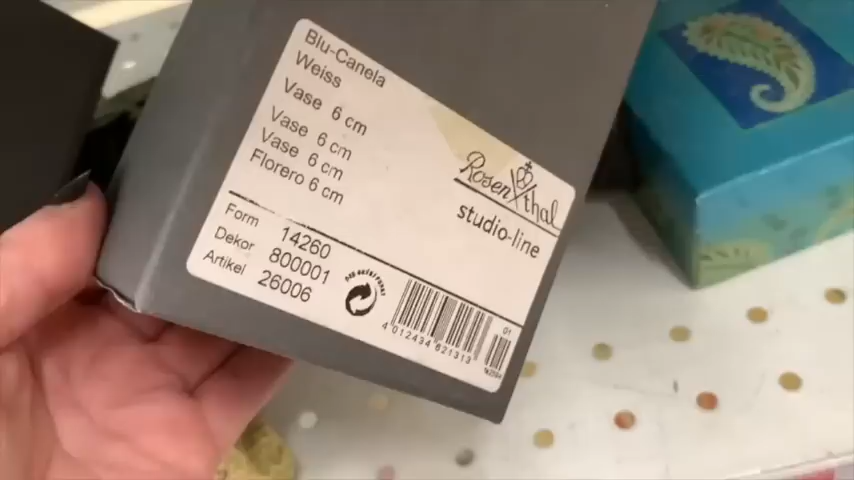 Blu-Canela
Weiss
Vase 6 cm
Vase 6 cm
Vase 6 cm
Florero 6 cm
Rosenthal
studio-line
Form 14260
Dekor 800001
Artikel 26006
01
4 012434 621313